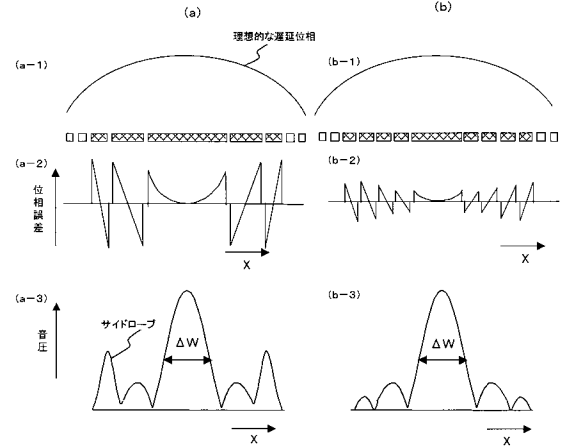 (a)
(b)
理想的な遅延位相
(a-1)
(b-1)
(a-2)
(b-2)
位相誤差
X
X
(a-3)
(b-3)
サイドローブ
音圧
ΔW
ΔW
X
X